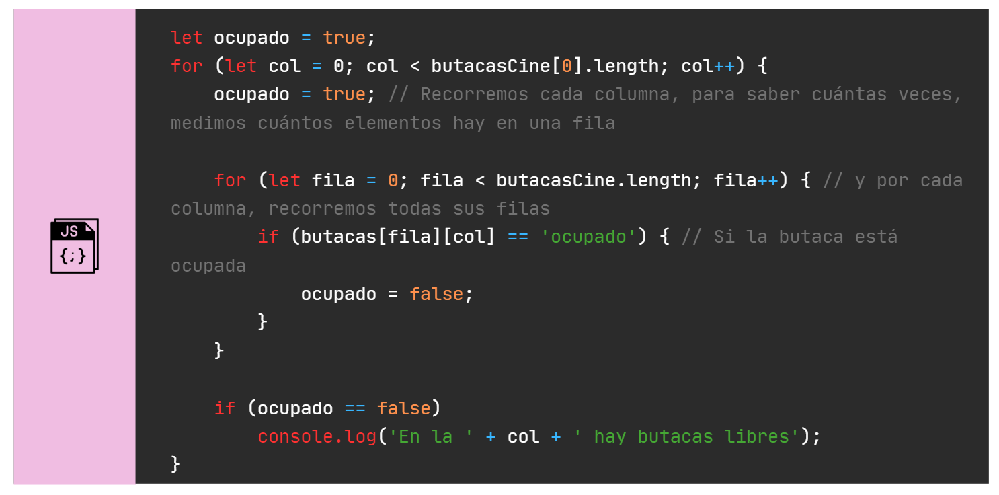 let ocupado = true;
for (let col = 0; col < butacasCine[0].length; col++) {
    ocupado = true; // Recorremos cada columna, para saber cuántas veces,
medimos cuántos elementos hay en una fila

    for (let fila = 0; fila < butacasCine.length; fila++) { // y por cada
columna, recorremos todas sus filas
        if (butacas[fila][col] == 'ocupado') { // Si la butaca está
ocupada
            ocupado = false;
        }
    }

    if (ocupado == false)
        console.log('En la ' + col + ' hay butacas libres');
}
JS
{;}